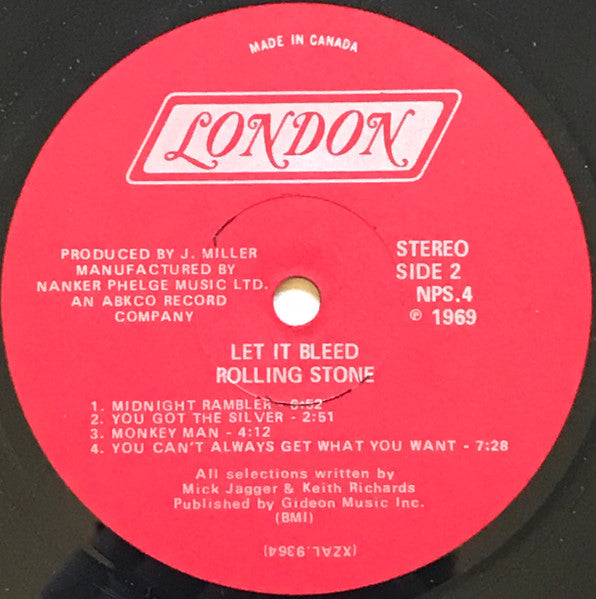 MADE IN CANADA
LONDON
PRODUCED BY J. MILLER
MANUFACTURED BY
NANKER PHELGE MUSIC LTD.
AN ABKCO RECORD
COMPANY
STEREO
SIDE 2
NPS.4
℗ 1969
LET IT BLEED
ROLLING STONE
1. MIDNIGHT RAMBLER - 6:52
2. YOU GOT THE SILVER - 2:51
3. MONKEY MAN - 4:12
4. YOU CAN'T ALWAYS GET WHAT YOU WANT - 7:28
All selections written by
Mick Jagger & Keith Richards
Published by Gideon Music Inc.
(BMI)
(XZAL.9364)